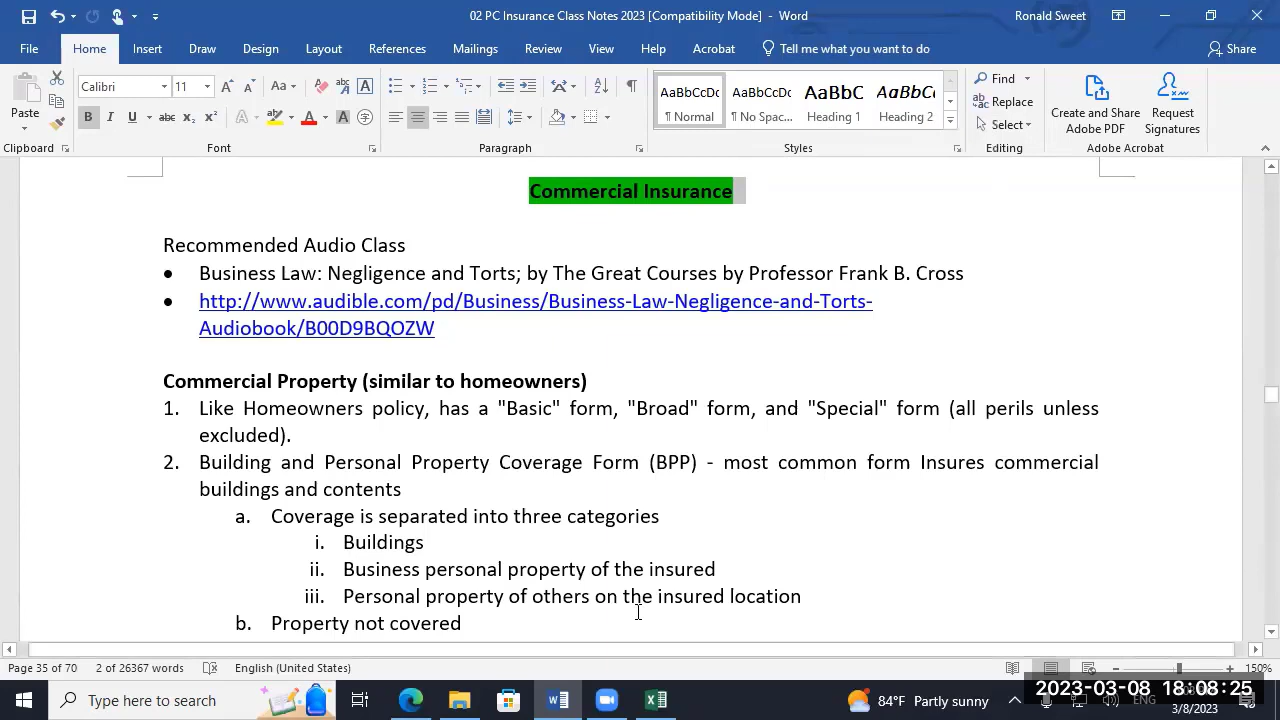 02 PC Insurance Class Notes 2023 [Compatibility Mode] - Word
Ronald Sweet
File Home Insert Draw Design Layout References Mailings Review View Help Acrobat Tell me what you want to do Share
Calibri 11
Paste
Clipboard
Font
Paragraph
AaBbCcDc AaBbCcDc AaBbC AaBbC
¶ Normal ¶ No Spac... Heading 1 Heading 2
Styles
Find
Replace
Select
Editing
Create and Share Adobe PDF
Request Signatures
Adobe Acrobat
Commercial Insurance
Recommended Audio Class
• Business Law: Negligence and Torts; by The Great Courses by Professor Frank B. Cross
• http://www.audible.com/pd/Business/Business-Law-Negligence-and-Torts-
Audiobook/B00D9BQOZW
Commercial Property (similar to homeowners)
1. Like Homeowners policy, has a "Basic" form, "Broad" form, and "Special" form (all perils unless
excluded).
2. Building and Personal Property Coverage Form (BPP) - most common form Insures commercial
buildings and contents
a. Coverage is separated into three categories
i. Buildings
ii. Business personal property of the insured
iii. Personal property of others on the insured location
b. Property not covered
Page 35 of 70 2 of 26367 words English (United States) 150%
Type here to search
84°F Partly sunny
2023-03-08 18:08:25
ENG
3/8/2023